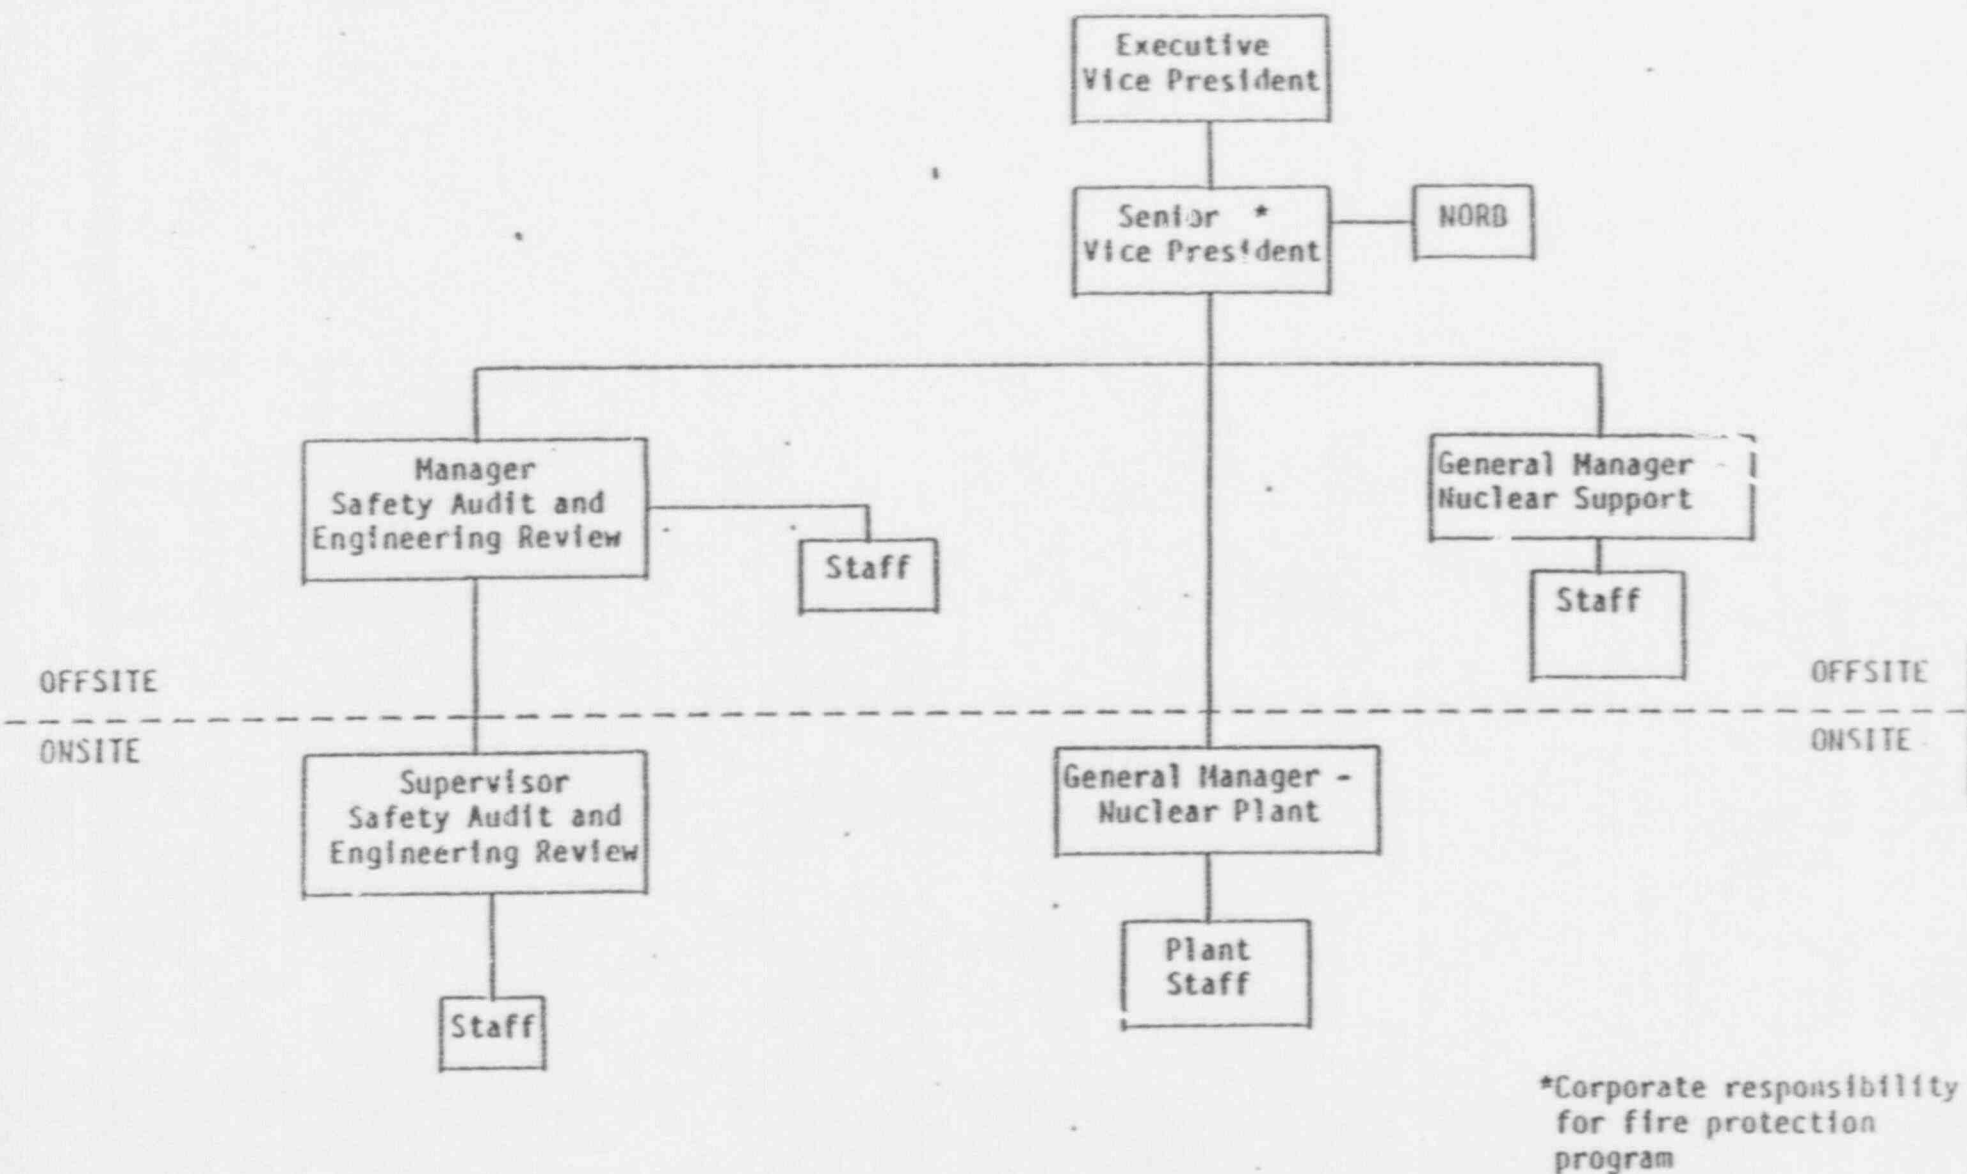 Executive
Vice President
Senior *
Vice President
NORB
Manager
Safety Audit and
Engineering Review
Staff
General Manager -
Nuclear Support
Staff
OFFSITE
OFFSITE
ONSITE
ONSITE
Supervisor
Safety Audit and
Engineering Review
Staff
General Manager -
Nuclear Plant
Plant
Staff
*Corporate responsibility
for fire protection
program